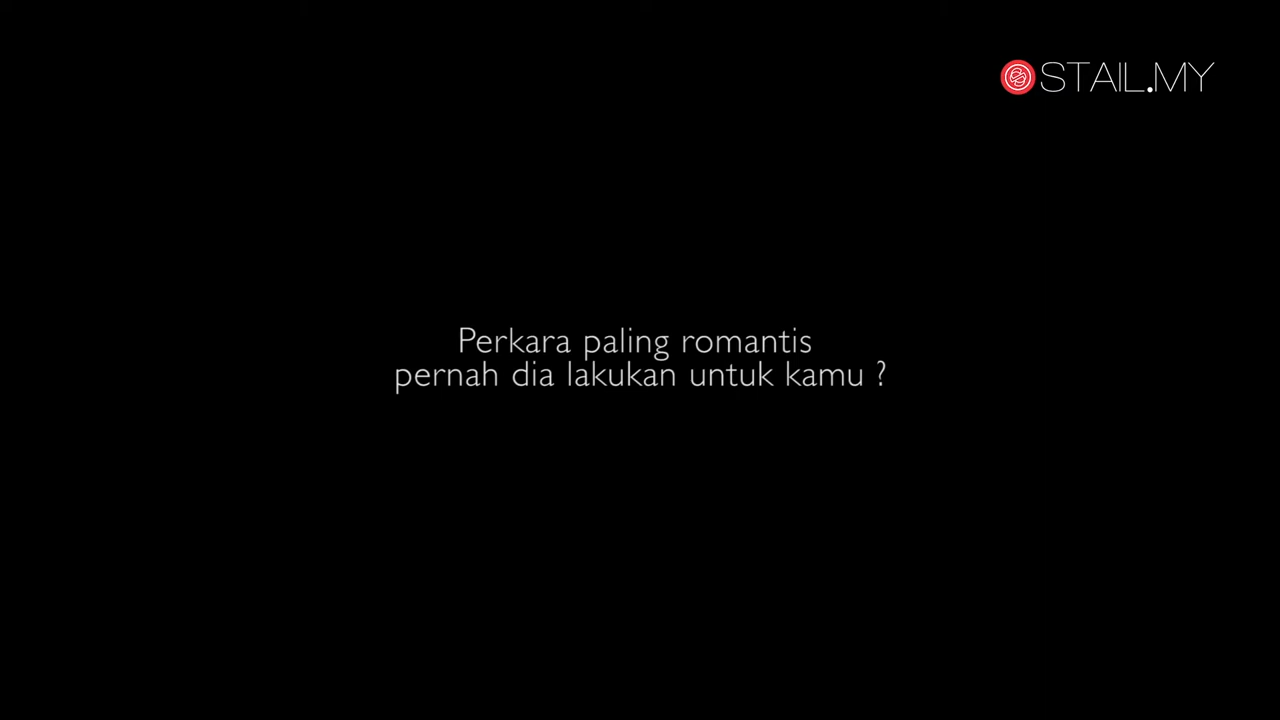 STAIL.MY
Perkara paling romantis
pernah dia lakukan untuk kamu ?